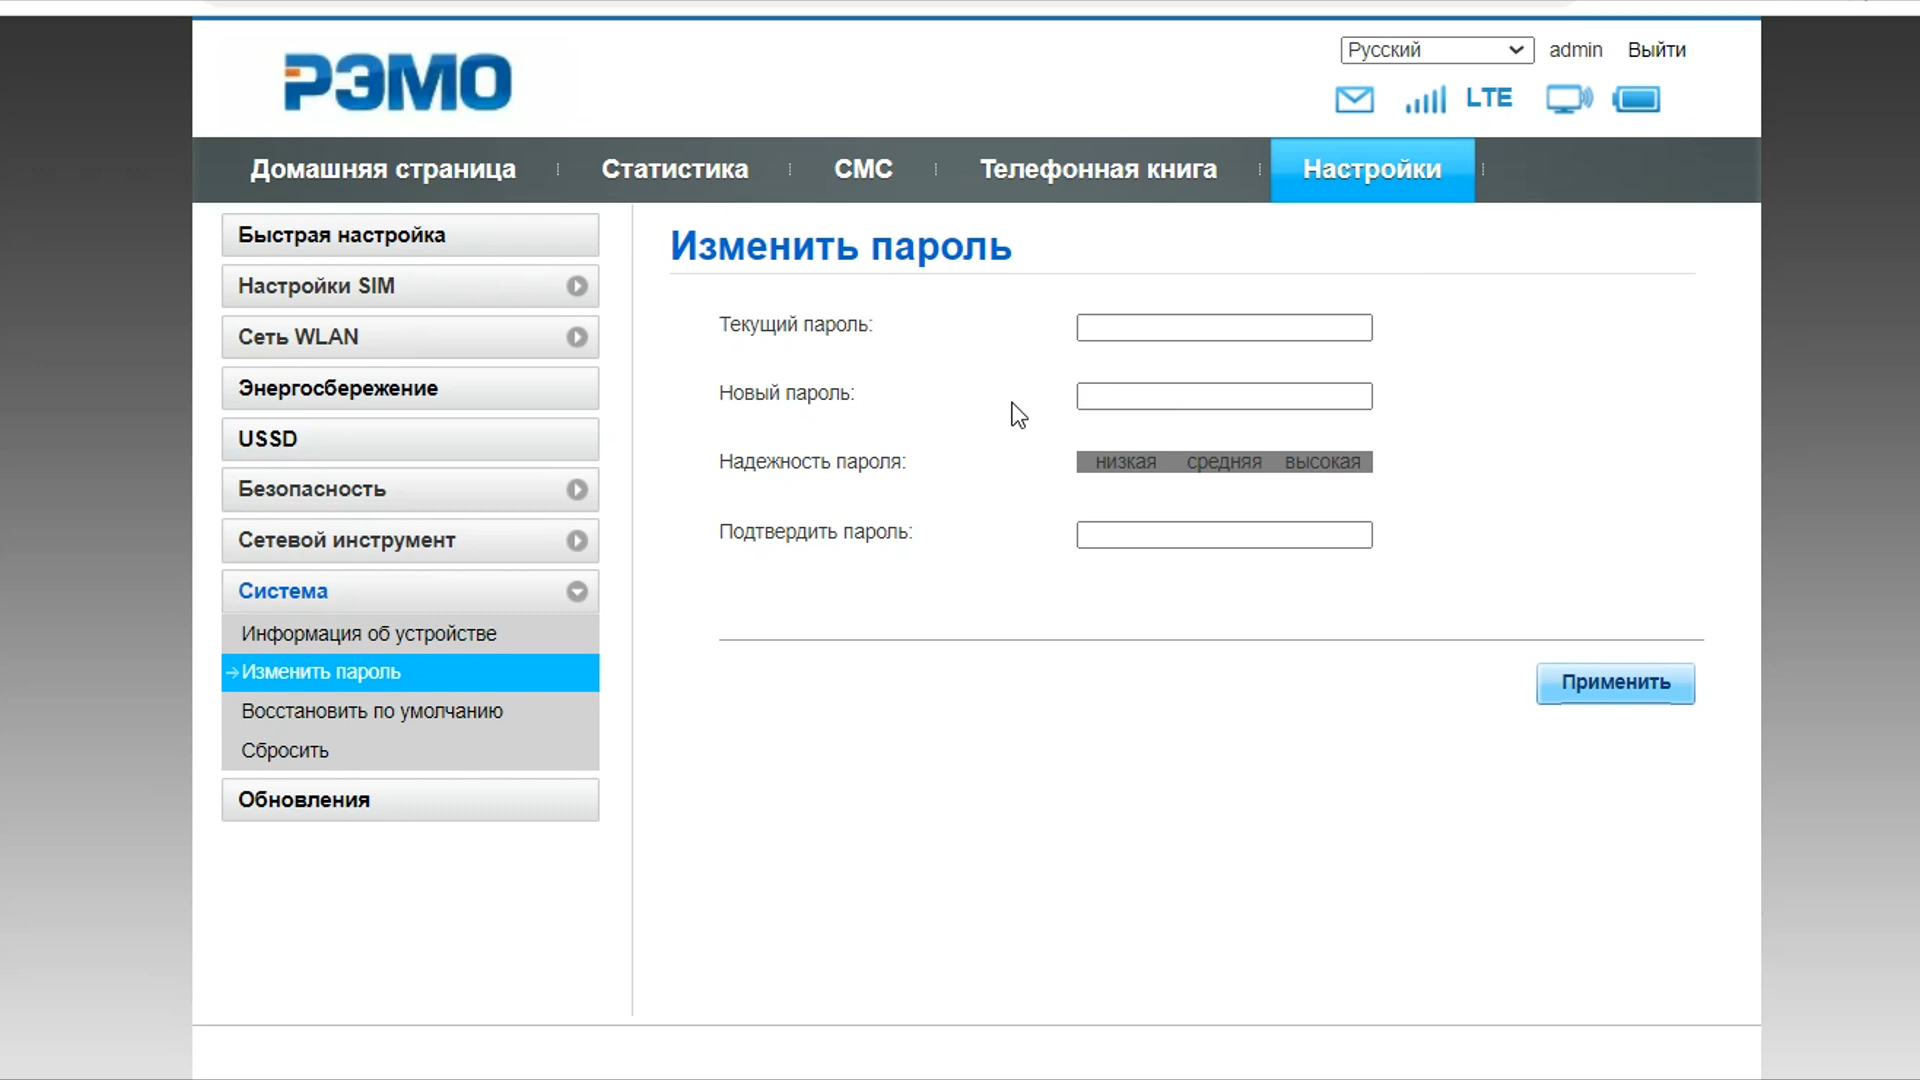 РЭМО
Русский
admin
Выйти
LTE
Домашняя страница
Статистика
СМС
Телефонная книга
Настройки
Быстрая настройка
Настройки SIM
Сеть WLAN
Энергосбережение
USSD
Безопасность
Сетевой инструмент
Система
Информация об устройстве
Изменить пароль
Восстановить по умолчанию
Сбросить
Обновления
Изменить пароль
Текущий пароль:
Новый пароль:
Надежность пароля:
низкая средняя высокая
Подтвердить пароль:
Применить